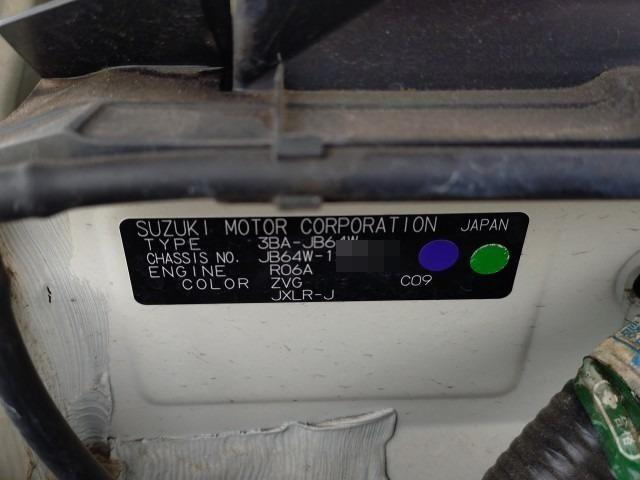 SUZUKI MOTOR CORPORATION JAPAN
TYPE 3BA-JB64W
CHASSIS NO. JB64W-1
ENGINE R06A
COLOR ZVG C09
JXLR-J